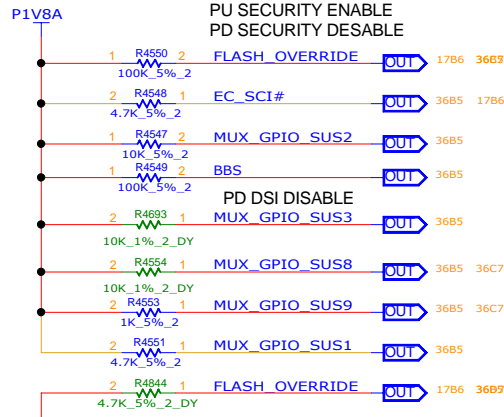 PU SECURITY ENABLE
P1V8A
PD SECURITY DESABLE
1 R4550 2 FLASH_OVERRIDE OUT 17B6
100K_5%_2
2 R4548 1 EC_SCI# OUT 36B5 17B6
4.7K_5%_2
1 R4547 2 MUX_GPIO_SUS2 OUT 36B5
10K_5%_2
1 R4549 2 BBS OUT 36B5
100K_5%_2
PD DSI DISABLE
2 R4693 1 MUX_GPIO_SUS3 OUT 36B5
10K_1%_2_DY
2 R4554 1 MUX_GPIO_SUS8 OUT 36B5 36C7
10K_1%_2_DY
2 R4553 1 MUX_GPIO_SUS9 OUT 36B5 36C7
1K_5%_2
2 R4551 1 MUX_GPIO_SUS1 OUT 36B5
4.7K_5%_2
2 R4844 1 FLASH_OVERRIDE OUT 17B6
4.7K_5%_2_DY